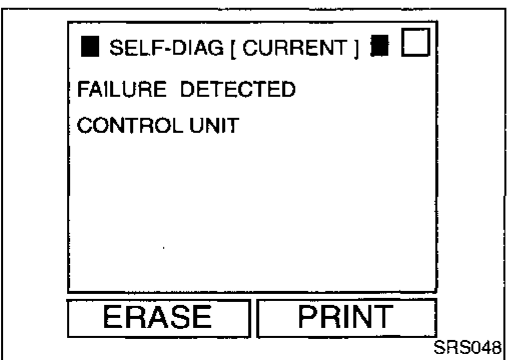 ■ SELF-DIAG [ CURRENT ] ■ □
FAILURE DETECTED
CONTROL UNIT
ERASE PRINT
SRS048